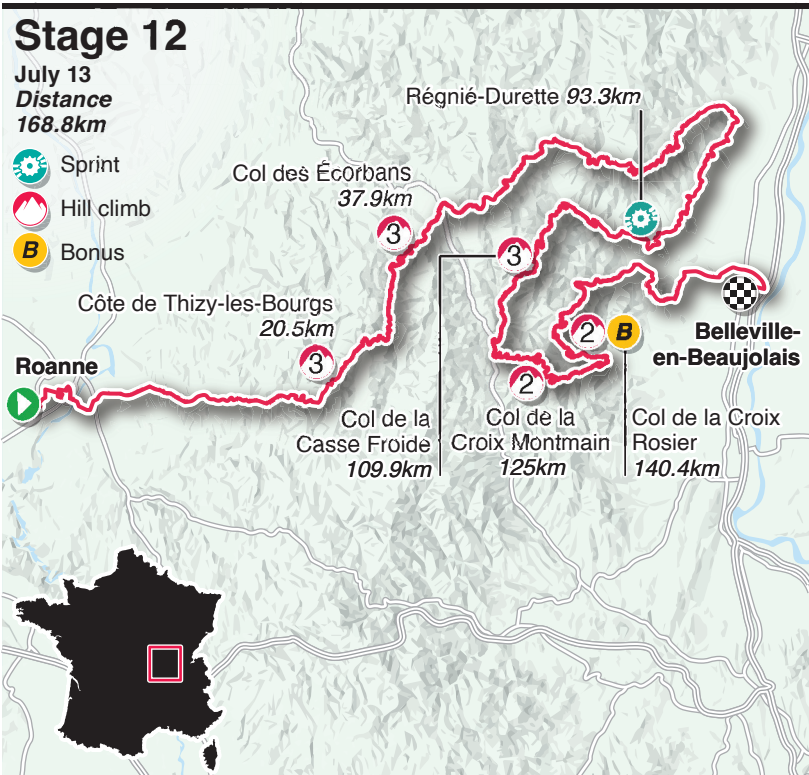 Stage 12
July 13
Distance
168.8km
Sprint
Hill climb
B
Bonus
Régnié-Durette 93.3km
Col des Écorbans
37.9km
3
3
Côte de Thizy-les-Bourgs
20.5km
3
Roanne
2
B
2
Belleville-
en-Beaujolais
Col de la
Casse Froide
109.9km
Col de la
Croix Montmain
125km
Col de la Croix
Rosier
140.4km